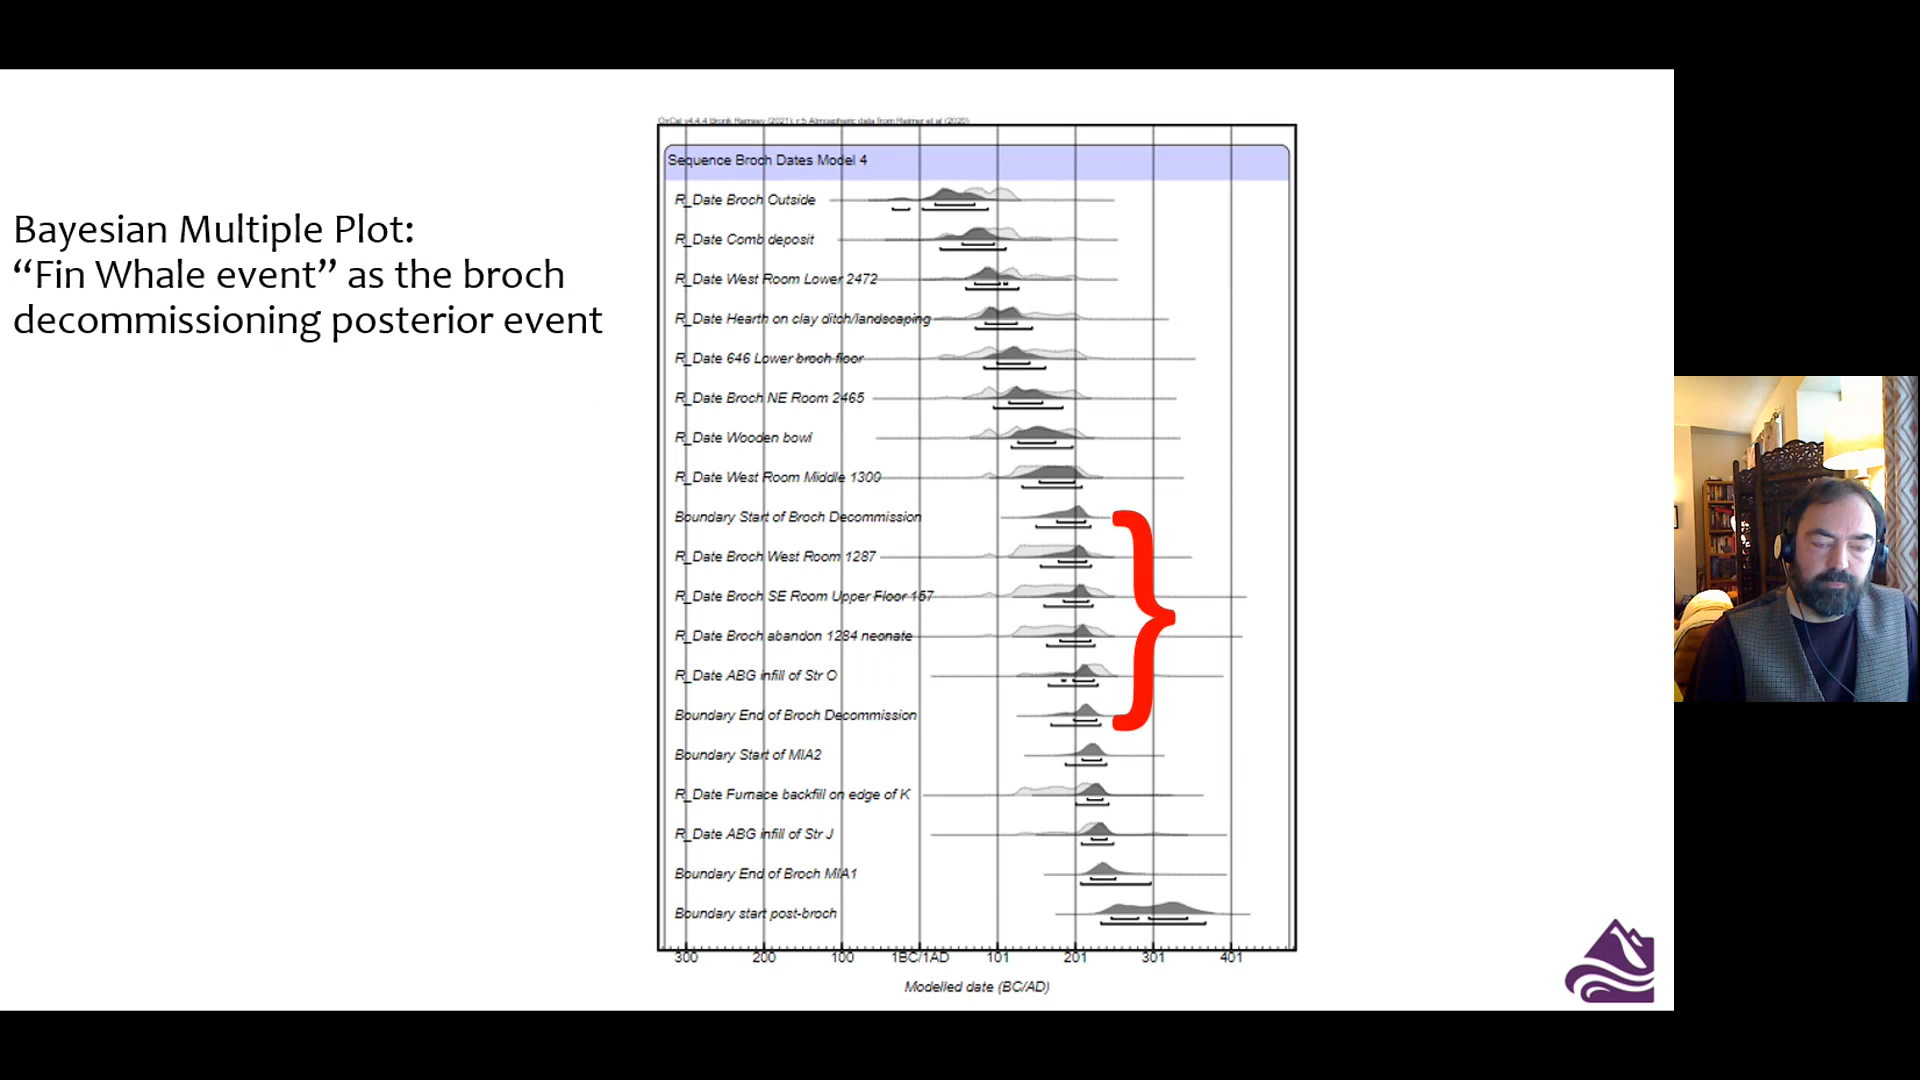 OxCal v4.4.4 Bronk Ramsey (2021); r:5 Atmospheric data from Reimer et al (2020)
Sequence Broch Dates Model 4
Bayesian Multiple Plot:
“Fin Whale event” as the broch
decommissioning posterior event
R_Date Broch Outside
R_Date Comb deposit
R_Date West Room Lower 2472
R_Date Hearth on clay ditch/landscaping
R_Date 646 Lower broch floor
R_Date Broch NE Room 2465
R_Date Wooden bowl
R_Date West Room Middle 1300
Boundary Start of Broch Decommission
R_Date Broch West Room 1287
R_Date Broch SE Room Upper Floor 157
R_Date Broch abandon 1284 neonate
R_Date ABG infill of Str O
Boundary End of Broch Decommission
Boundary Start of MIA2
R_Date Furnace backfill on edge of K
R_Date ABG infill of Str J
Boundary End of Broch MIA1
Boundary start post-broch
300 200 100 1BC/1AD 101 201 301 401
Modelled date (BC/AD)